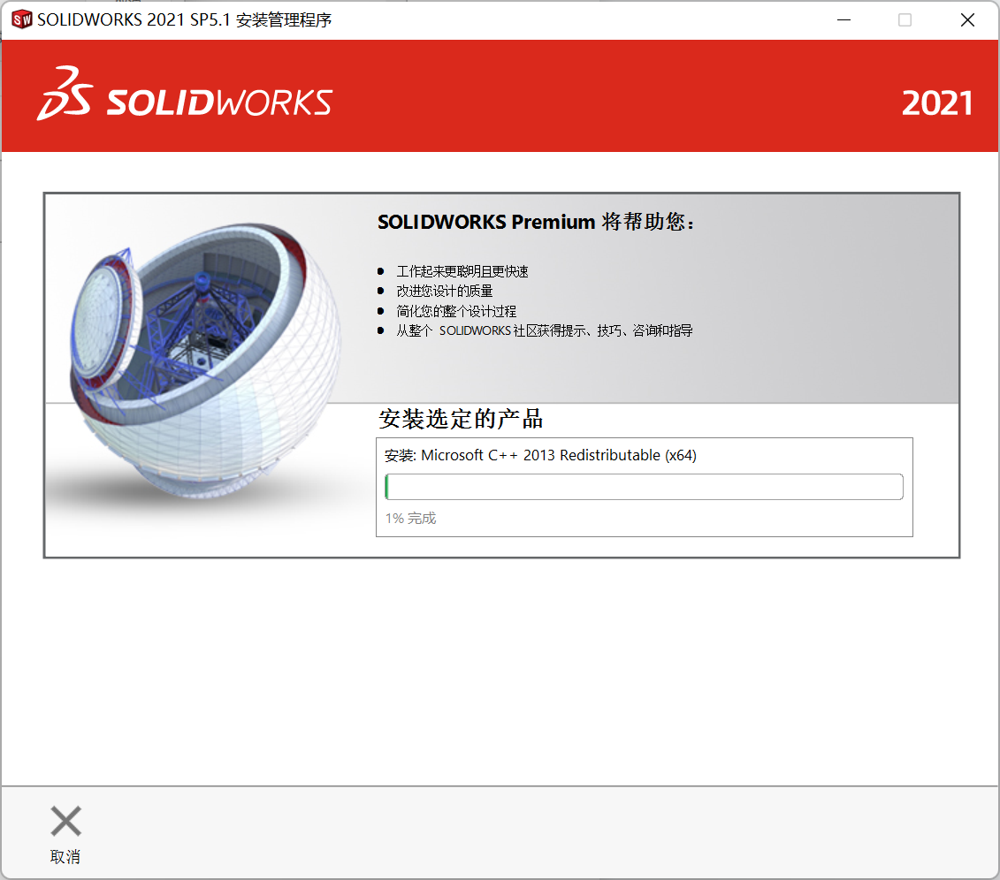 SOLIDWORKS 2021 SP5.1 安装管理程序
SOLIDWORKS
2021
SOLIDWORKS Premium 将帮助您：
工作起来更聪明且更快速
改进您设计的质量
简化您的整个设计过程
从整个 SOLIDWORKS 社区获得提示、技巧、咨询和指导
安装选定的产品
安装: Microsoft C++ 2013 Redistributable (x64)
1% 完成
取消